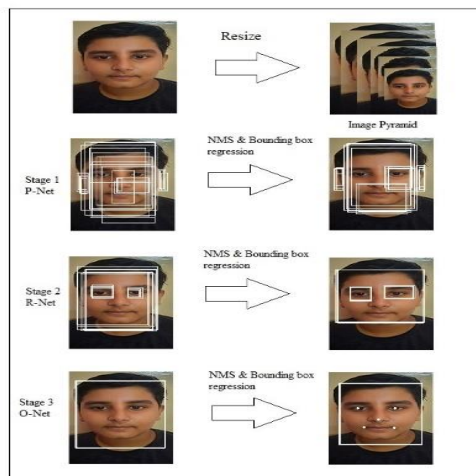 Resize
Image Pyramid
Stage 1
P-Net
NMS & Bounding box
regression
Stage 2
R-Net
NMS & Bounding box
regression
Stage 3
O-Net
NMS & Bounding box
regression